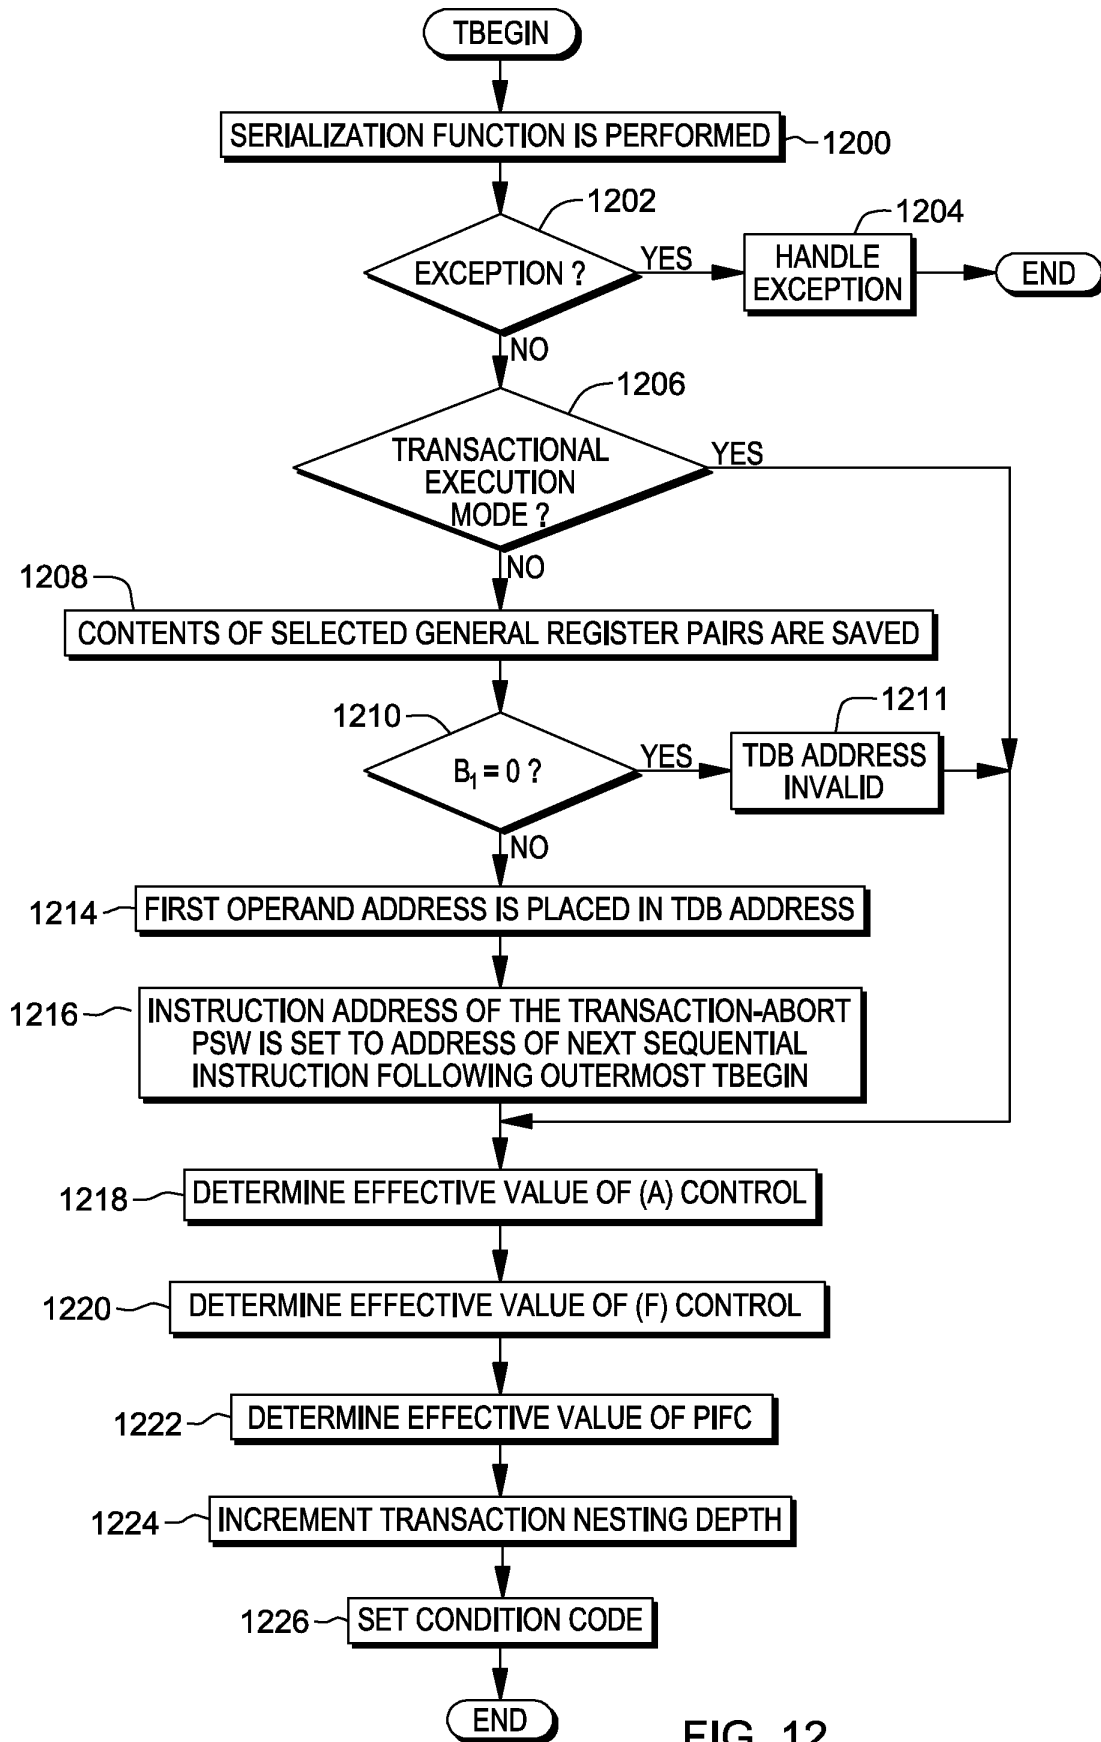 TBEGIN
SERIALIZATION FUNCTION IS PERFORMED
1200
1202
EXCEPTION ?
YES
1204
HANDLE
EXCEPTION
END
NO
1206
TRANSACTIONAL
EXECUTION
MODE ?
YES
NO
1208
CONTENTS OF SELECTED GENERAL REGISTER PAIRS ARE SAVED
1210
B1 = 0 ?
YES
1211
TDB ADDRESS
INVALID
NO
1214
FIRST OPERAND ADDRESS IS PLACED IN TDB ADDRESS
1216
INSTRUCTION ADDRESS OF THE TRANSACTION-ABORT
PSW IS SET TO ADDRESS OF NEXT SEQUENTIAL
INSTRUCTION FOLLOWING OUTERMOST TBEGIN
1218
DETERMINE EFFECTIVE VALUE OF (A) CONTROL
1220
DETERMINE EFFECTIVE VALUE OF (F) CONTROL
1222
DETERMINE EFFECTIVE VALUE OF PIFC
1224
INCREMENT TRANSACTION NESTING DEPTH
1226
SET CONDITION CODE
END
FIG. 12